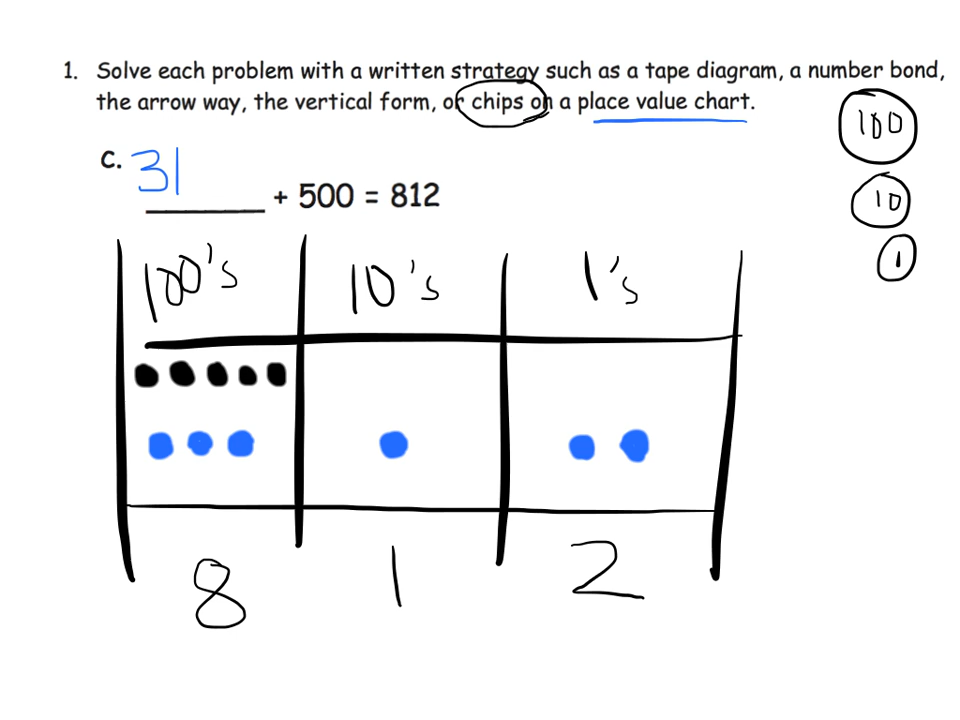 1. Solve each problem with a written strategy such as a tape diagram, a number bond,
the arrow way, the vertical form, or chips on a place value chart.
100
10
1
C. 31
______ + 500 = 812
100's 10's 1's
8 1 2